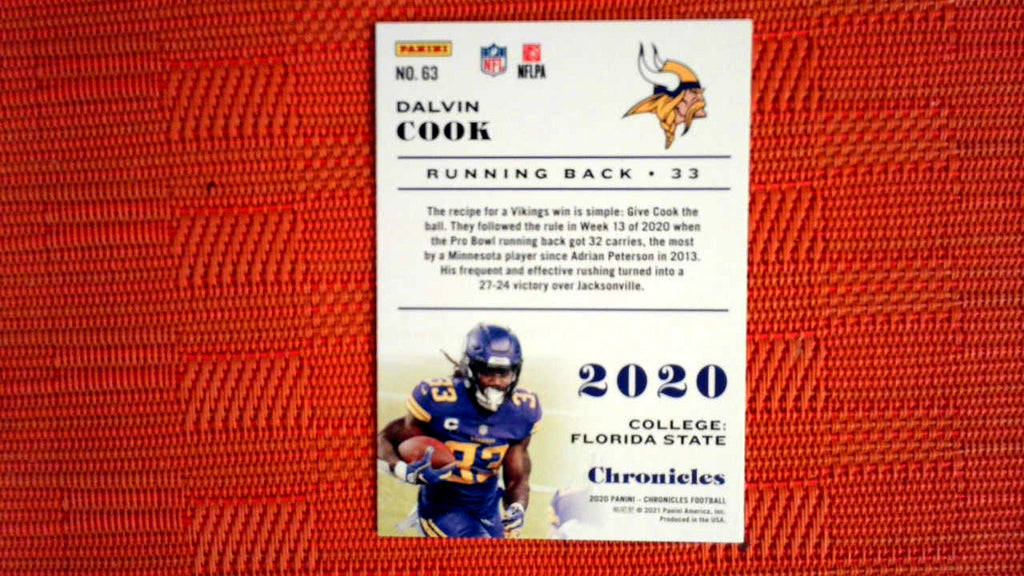 PANINI
NO. 63
NFL
NFLPA
DALVIN
COOK
RUNNING BACK • 33
The recipe for a Vikings win is simple: Give Cook the
ball. They followed the rule in Week 13 of 2020 when
the Pro Bowl running back got 32 carries, the most
by a Minnesota player since Adrian Peterson in 2013.
His frequent and effective rushing turned into a
27-24 victory over Jacksonville.
33
33
C
33
2020
COLLEGE:
FLORIDA STATE
Chronicles
2020 PANINI – CHRONICLES FOOTBALL
© 2021 Panini America, Inc.
Produced in the USA.